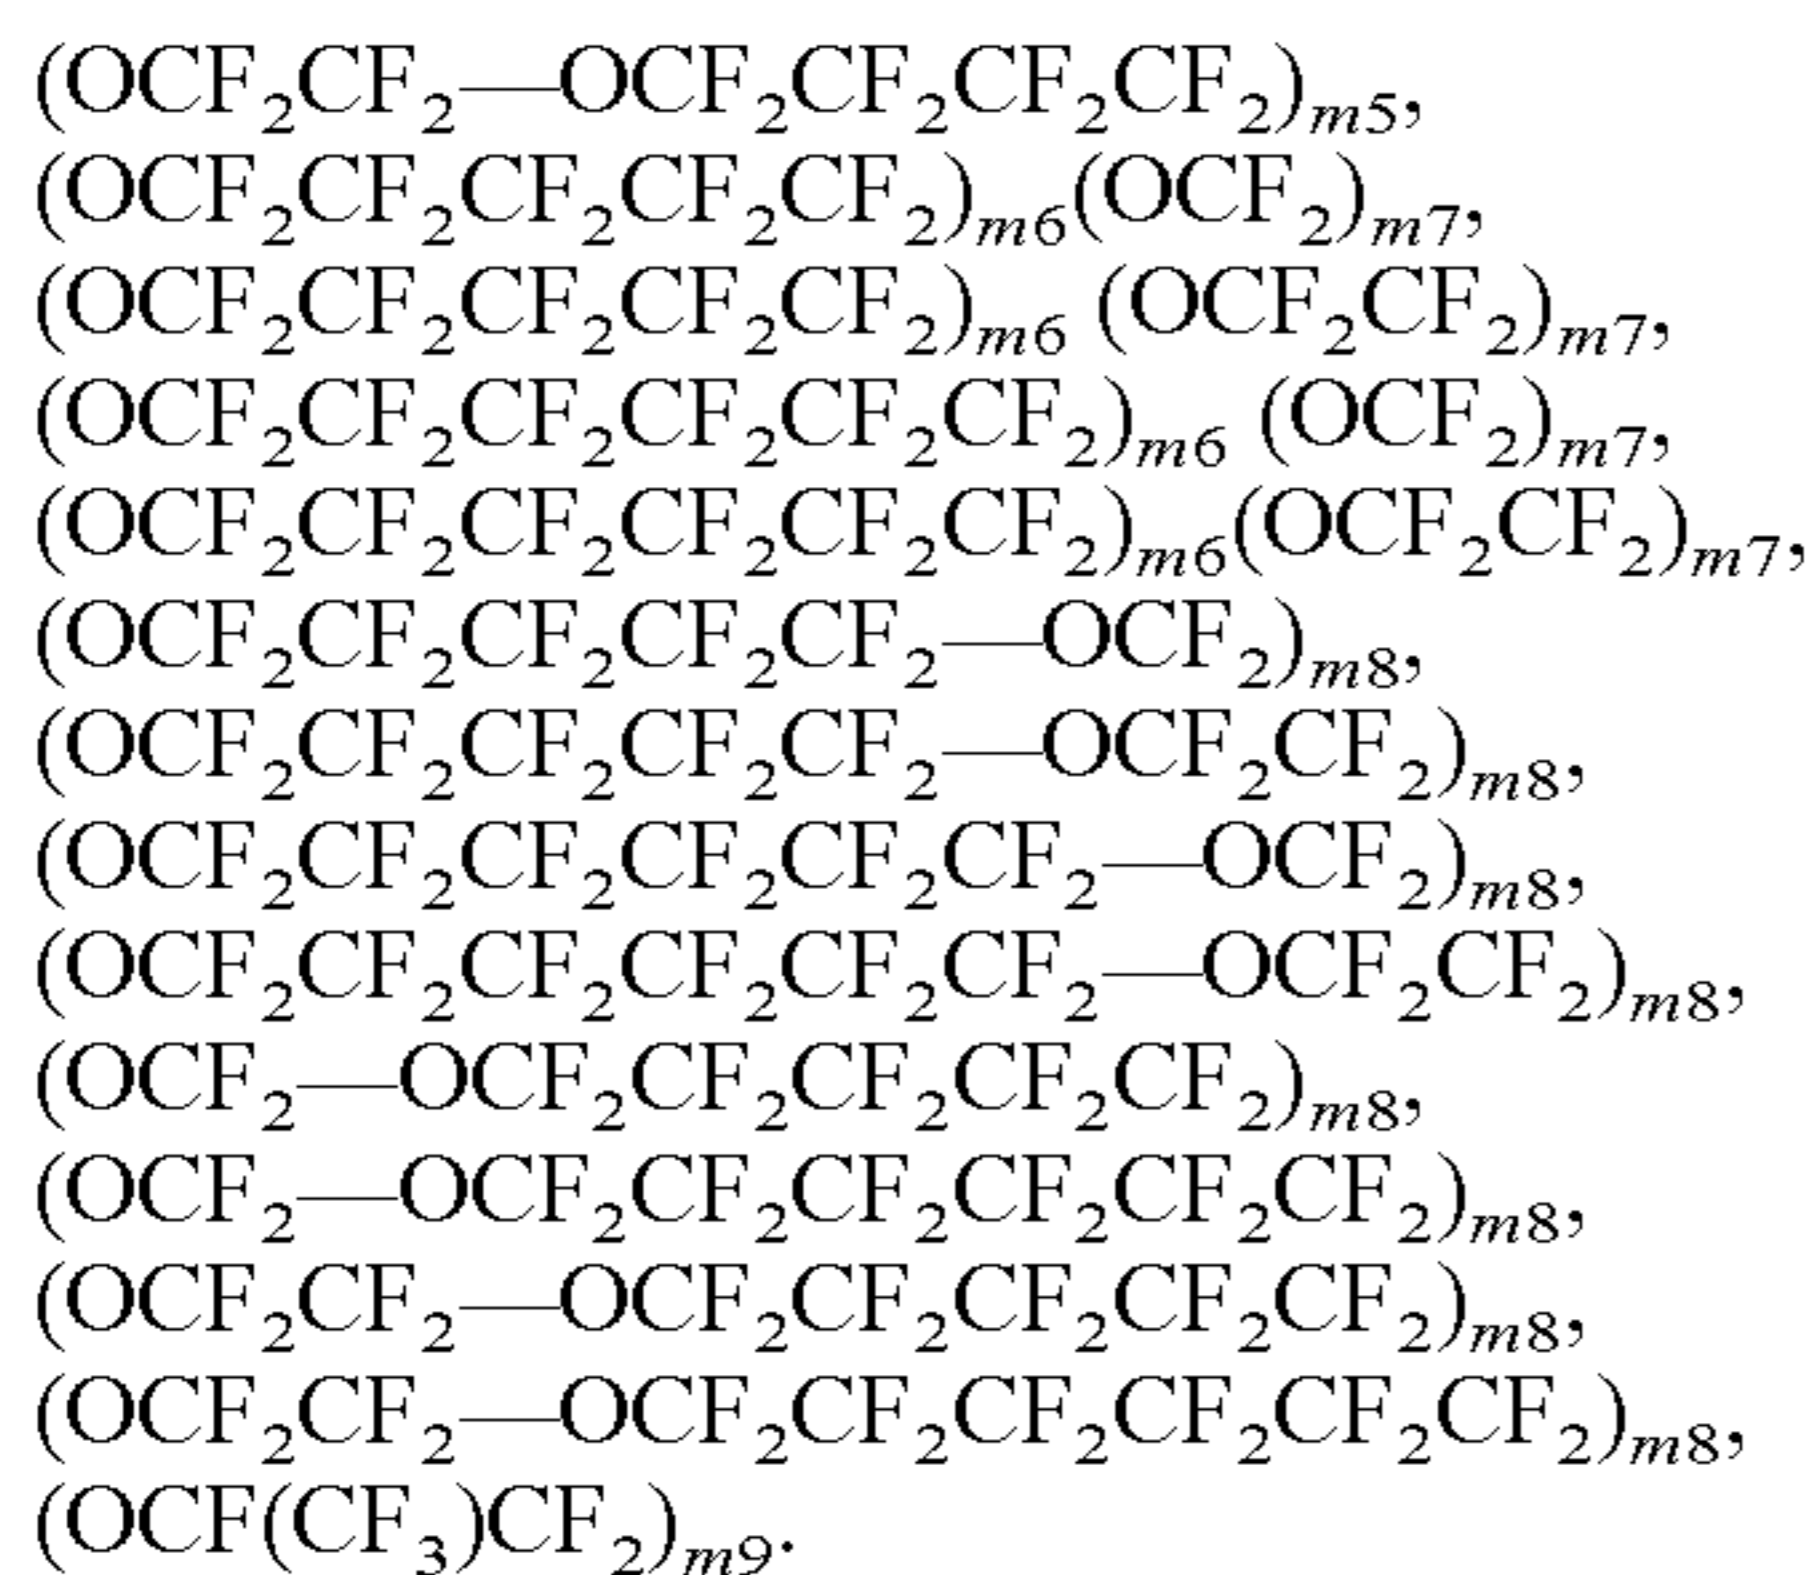 (OCF₂CF₂—OCF₂CF₂CF₂CF₂)ₘ₅,
(OCF₂CF₂CF₂CF₂CF₂)ₘ₆(OCF₂)ₘ₇,
(OCF₂CF₂CF₂CF₂CF₂)ₘ₆ (OCF₂CF₂)ₘ₇,
(OCF₂CF₂CF₂CF₂CF₂CF₂)ₘ₆ (OCF₂)ₘ₇,
(OCF₂CF₂CF₂CF₂CF₂CF₂)ₘ₆(OCF₂CF₂)ₘ₇,
(OCF₂CF₂CF₂CF₂CF₂—OCF₂)ₘ₈,
(OCF₂CF₂CF₂CF₂CF₂—OCF₂CF₂)ₘ₈,
(OCF₂CF₂CF₂CF₂CF₂CF₂—OCF₂)ₘ₈,
(OCF₂CF₂CF₂CF₂CF₂CF₂—OCF₂CF₂)ₘ₈,
(OCF₂—OCF₂CF₂CF₂CF₂CF₂)ₘ₈,
(OCF₂—OCF₂CF₂CF₂CF₂CF₂CF₂)ₘ₈,
(OCF₂CF₂—OCF₂CF₂CF₂CF₂CF₂)ₘ₈,
(OCF₂CF₂—OCF₂CF₂CF₂CF₂CF₂CF₂)ₘ₈,
(OCF(CF₃)CF₂)ₘ₉.